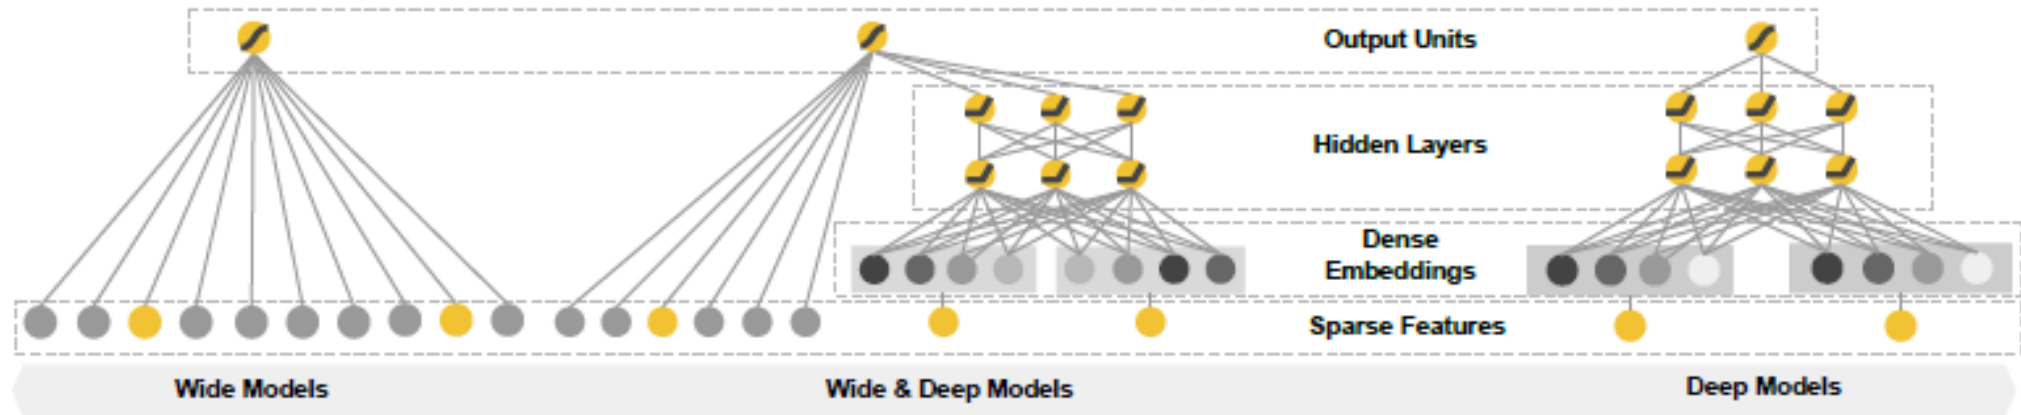 Output Units
Hidden Layers
Dense
Embeddings
Sparse Features
Wide Models
Wide & Deep Models
Deep Models